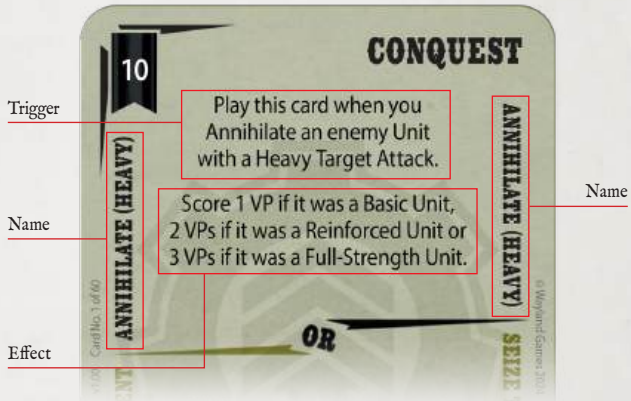 10
CONQUEST
Trigger
Play this card when you
Annihilate an enemy Unit
with a Heavy Target Attack.
Name
ANNIHILATE (HEAVY)
Score 1 VP if it was a Basic Unit,
2 VPs if it was a Reinforced Unit or
3 VPs if it was a Full-Strength Unit.
ANNIHILATE (HEAVY)
Name
Effect
Card No. 1 of 60
© Wayland Games
OR
SEIZE